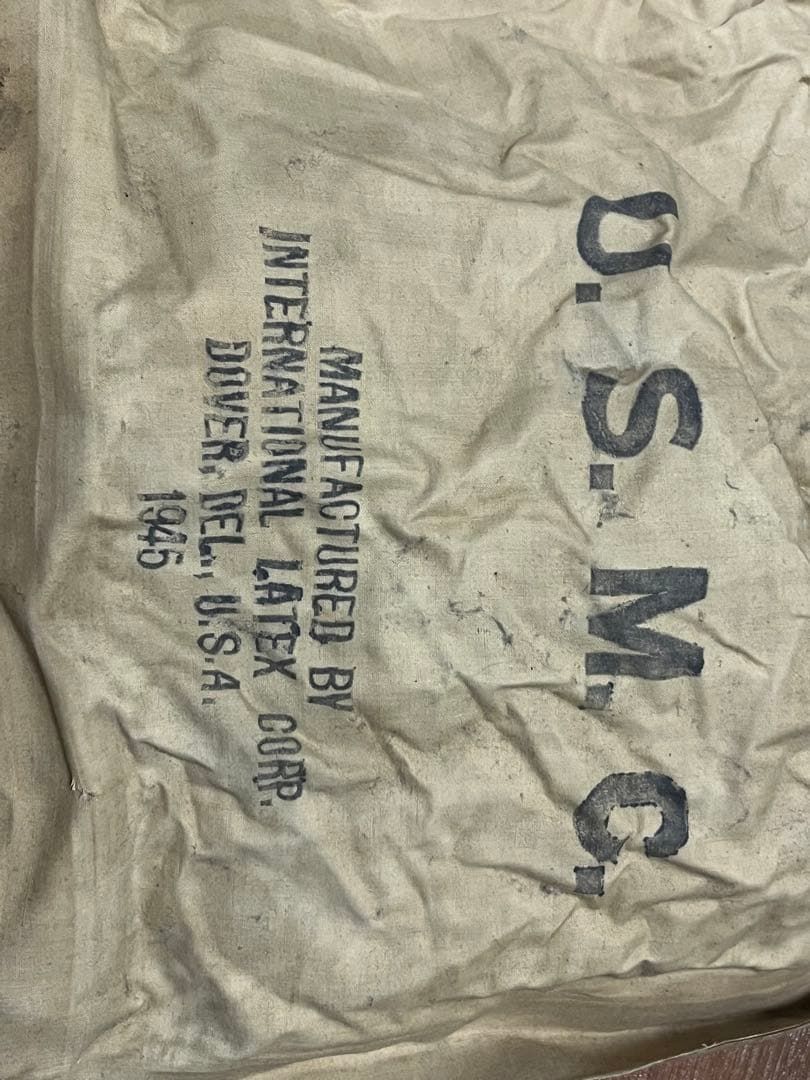 U.S.M.C.
MANUFACTURED BY
INTERNATIONAL LATEX CORP.
DOVER, DEL., U.S.A.
1945